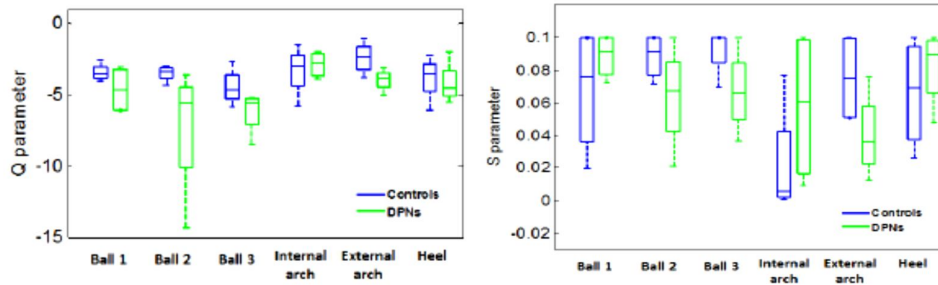 0
-5
-10
-15
Q parameter
Controls
DPNs
Ball 1 Ball 2 Ball 3 Internal arch External arch Heel
0.1
0.08
0.06
0.04
0.02
0
-0.02
S parameter
Controls
DPNs
Ball 1 Ball 2 Ball 3 Internal arch External arch Heel